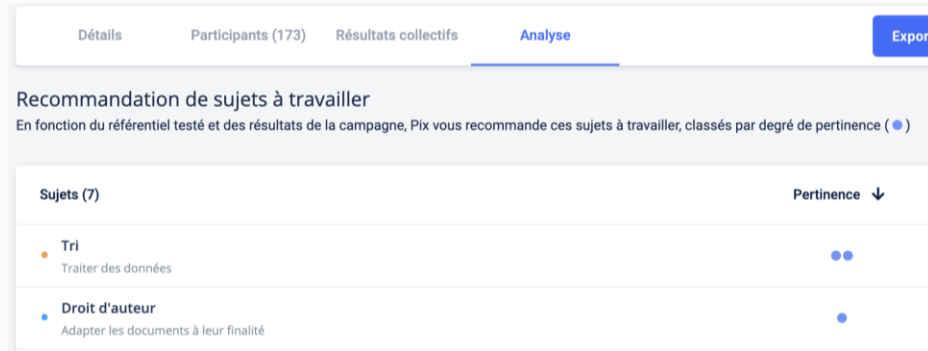 Détails Participants (173) Résultats collectifs Analyse
Recommandation de sujets à travailler
En fonction du référentiel testé et des résultats de la campagne, Pix vous recommande ces sujets à travailler, classés par degré de pertinence ( )
Sujets (7) Pertinence
Tri
Traiter des données
Droit d'auteur
Adapter les documents à leur finalité